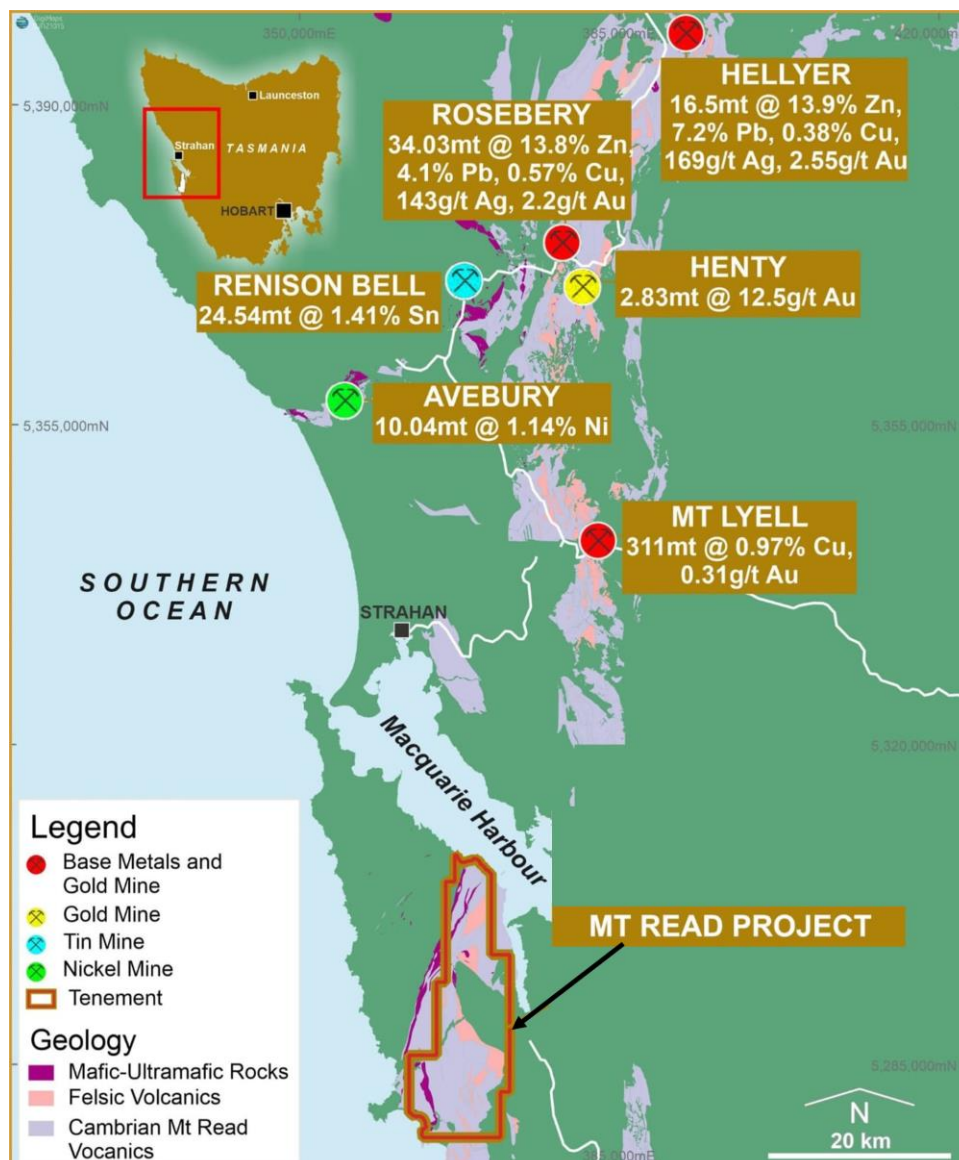 350,000mE
385,000mE
420,000mE
5,390,000mN
Launceston
Strahan
TASMANIA
HOBART
HELLYER
16.5mt @ 13.9% Zn,
7.2% Pb, 0.38% Cu,
169g/t Ag, 2.55g/t Au
ROSEBERY
34.03mt @ 13.8% Zn,
4.1% Pb, 0.57% Cu,
143g/t Ag, 2.2g/t Au
RENISON BELL
24.54mt @ 1.41% Sn
HENTY
2.83mt @ 12.5g/t Au
AVEBURY
10.04mt @ 1.14% Ni
5,355,000mN
5,355,000mN
MT LYELL
311mt @ 0.97% Cu,
0.31g/t Au
SOUTHERN
OCEAN
STRAHAN
Macquarie Harbour
5,320,000mN
MT READ PROJECT
Legend
Base Metals and
Gold Mine
Gold Mine
Tin Mine
Nickel Mine
Tenement
Geology
Mafic-Ultramafic Rocks
Felsic Volcanics
Cambrian Mt Read
Vocanics
5,285,000mN
N
20 km
385,000mE